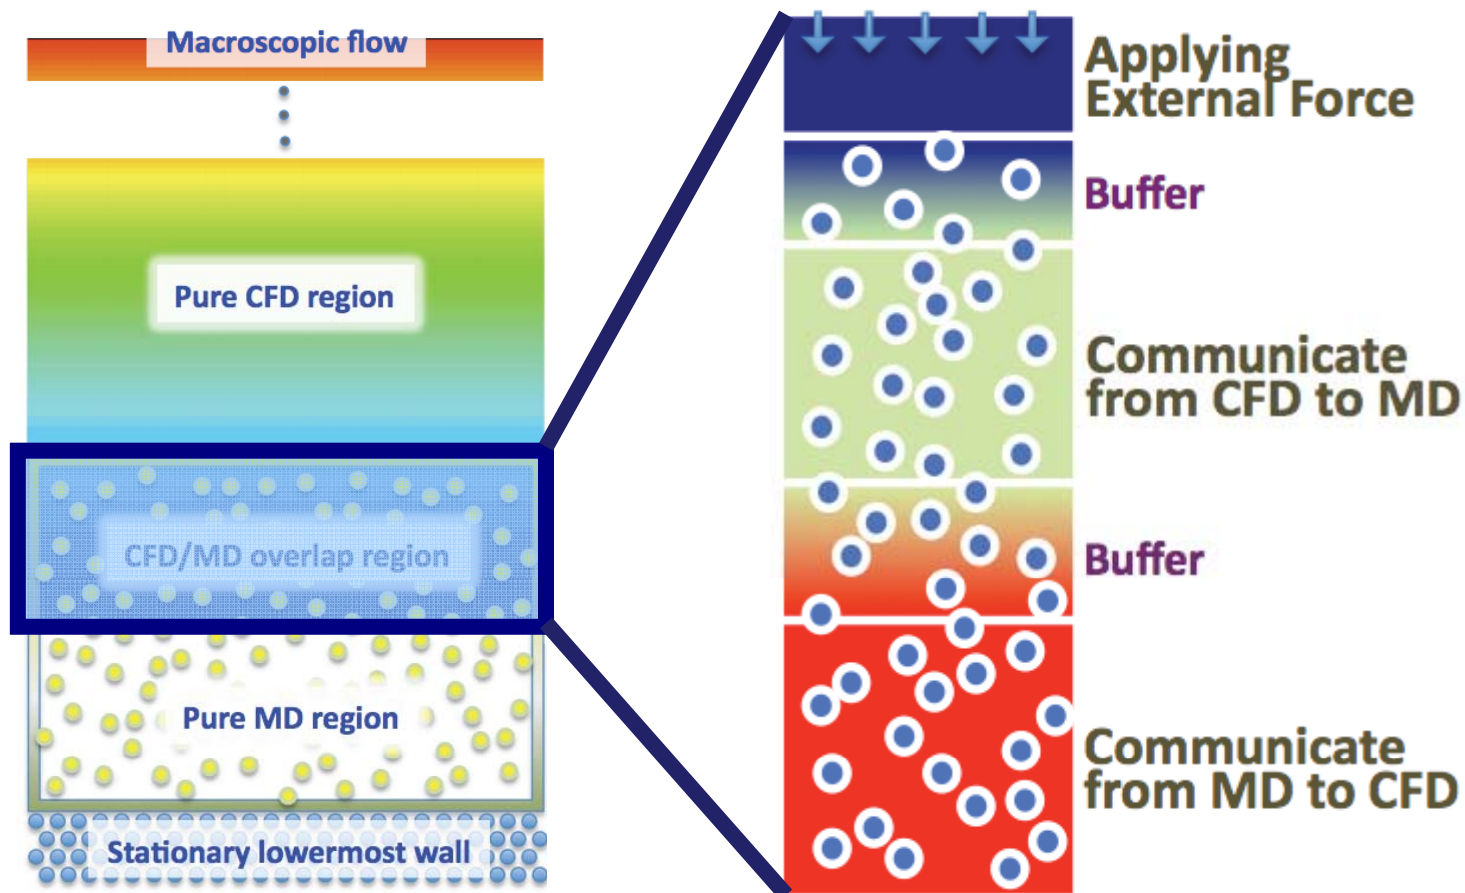 Macroscopic flow
Pure CFD region
CFD/MD overlap region
Pure MD region
Stationary lowermost wall
Applying
External Force
Buffer
Communicate
from CFD to MD
Buffer
Communicate
from MD to CFD